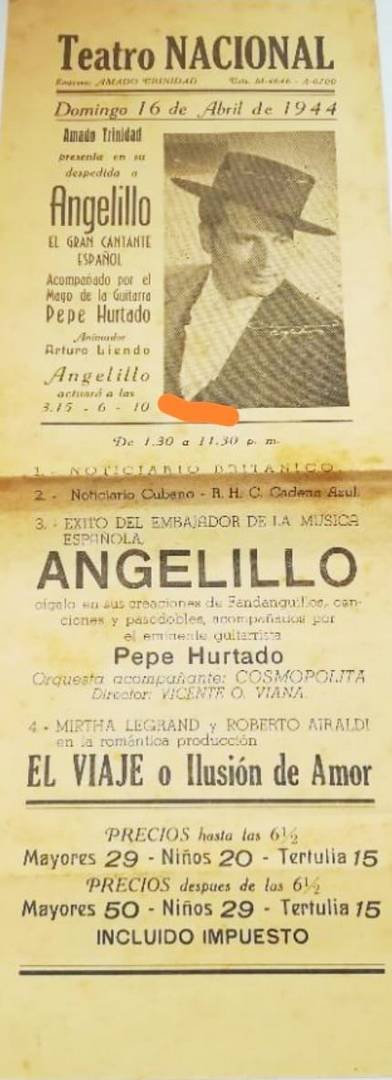 Teatro NACIONAL
Empresa: AMADO TRINIDAD Telfs. M-4646 - A-6700
Domingo 16 de Abril de 1944
Amado Trinidad
presenta en su
despedida a
Angelillo
EL GRAN CANTANTE
ESPAÑOL
Acompañado por el
Mago de la Guitarra
Pepe Hurtado
Animador
Arturo Liendo
Angelillo
actuará a las
3.15 - 6 - 10
De 1.30 a 11.30 p. m.
1. - NOTICIARIO BRITANICO.
2. - Noticiario Cubano - R. H. C. Cadena Azul.
3. - EXITO DEL EMBAJADOR DE LA MUSICA
ESPAÑOLA,
ANGELILLO
oígalo en sus creaciones de Fandanguillos, can-
ciones y pasodobles, acompañados por
el eminente guitarrista
Pepe Hurtado
Orquesta acompañante: COSMOPOLITA
Director: VICENTE O. VIANA.
4 - MIRTHA LEGRAND y ROBERTO AIRALDI
en la romántica producción
EL VIAJE o Ilusión de Amor
PRECIOS hasta las 6½
Mayores 29 - Niños 20 - Tertulia 15
PRECIOS despues de las 6½
Mayores 50 - Niños 29 - Tertulia 15
INCLUIDO IMPUESTO